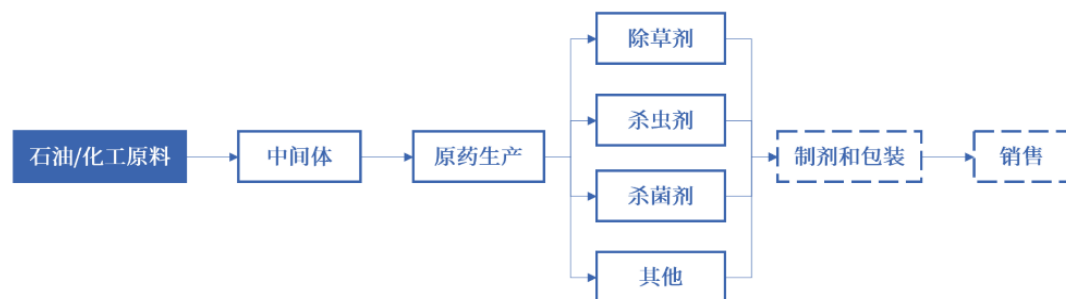 石油/化工原料
中间体
原药生产
除草剂
杀虫剂
杀菌剂
其他
制剂和包装
销售